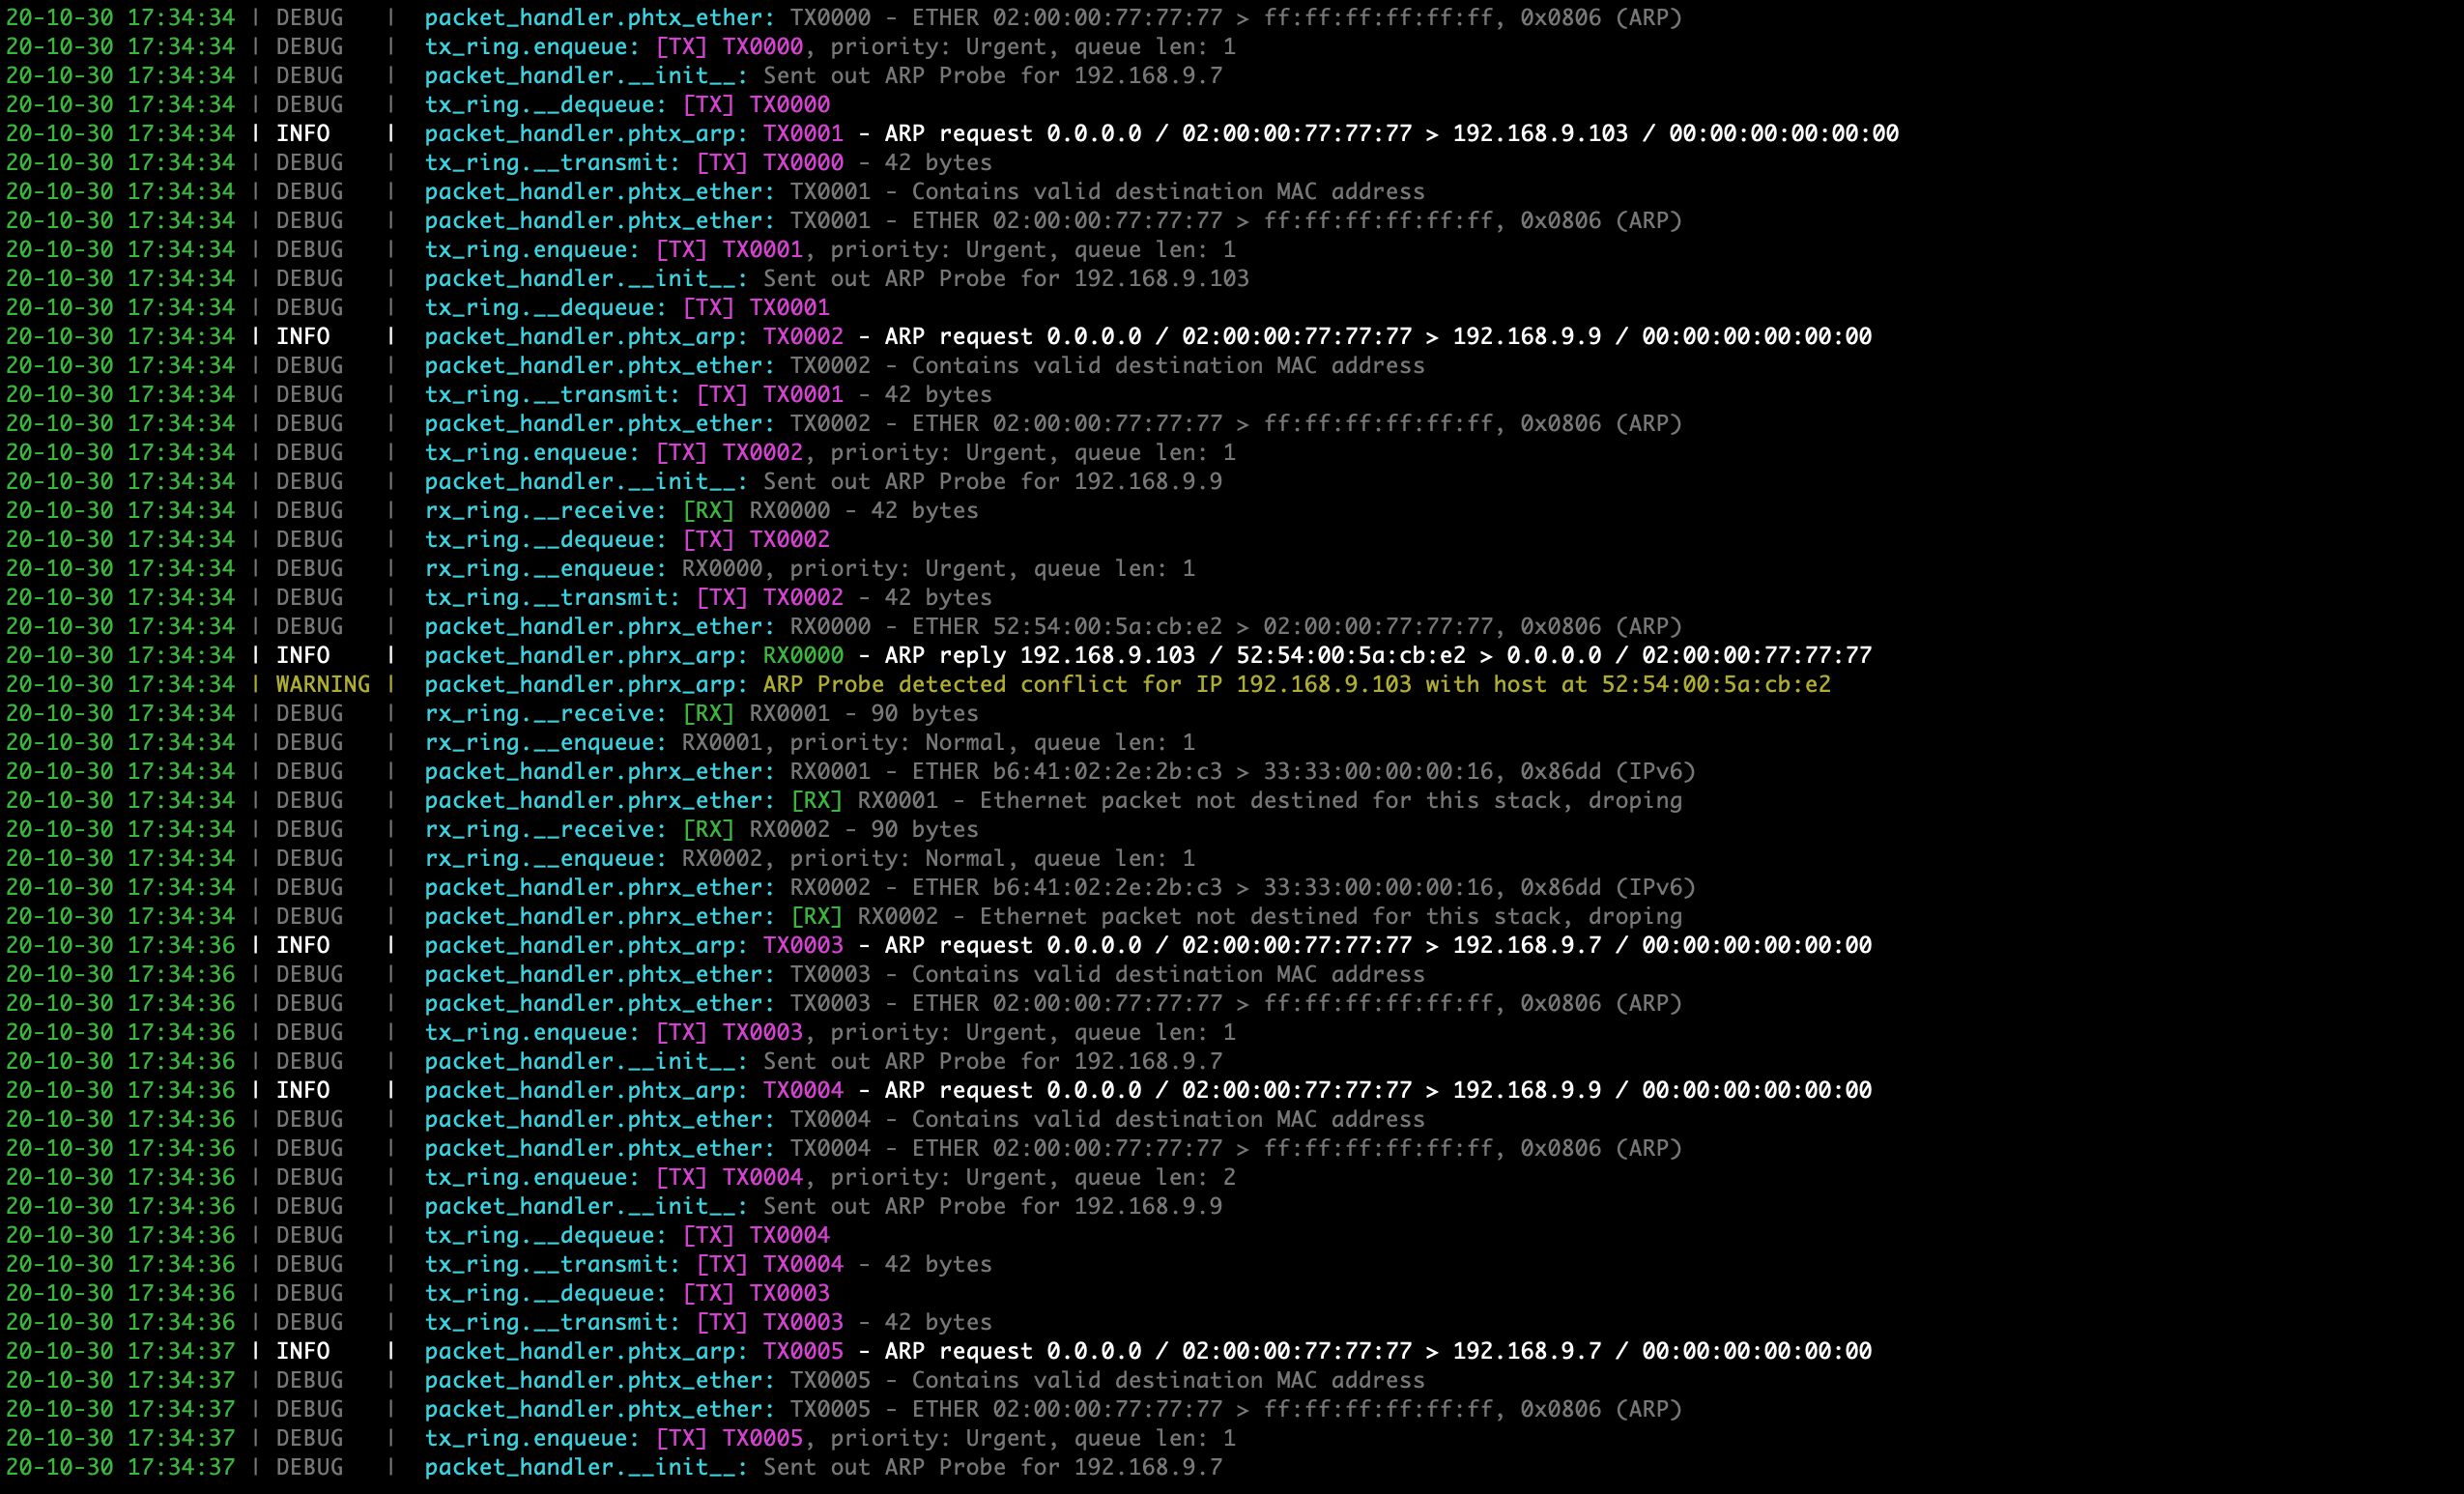 20-10-30 17:34:34 | DEBUG | packet_handler.phtx_ether: TX0000 - ETHER 02:00:00:77:77:77 > ff:ff:ff:ff:ff:ff, 0x0806 (ARP)
20-10-30 17:34:34 | DEBUG | tx_ring.enqueue: [TX] TX0000, priority: Urgent, queue len: 1
20-10-30 17:34:34 | DEBUG | packet_handler.__init__: Sent out ARP Probe for 192.168.9.7
20-10-30 17:34:34 | DEBUG | tx_ring.__dequeue: [TX] TX0000
20-10-30 17:34:34 | INFO | packet_handler.phtx_arp: TX0001 - ARP request 0.0.0.0 / 02:00:00:77:77:77 > 192.168.9.103 / 00:00:00:00:00:00
20-10-30 17:34:34 | DEBUG | tx_ring.__transmit: [TX] TX0000 - 42 bytes
20-10-30 17:34:34 | DEBUG | packet_handler.phtx_ether: TX0001 - Contains valid destination MAC address
20-10-30 17:34:34 | DEBUG | packet_handler.phtx_ether: TX0001 - ETHER 02:00:00:77:77:77 > ff:ff:ff:ff:ff:ff, 0x0806 (ARP)
20-10-30 17:34:34 | DEBUG | tx_ring.enqueue: [TX] TX0001, priority: Urgent, queue len: 1
20-10-30 17:34:34 | DEBUG | packet_handler.__init__: Sent out ARP Probe for 192.168.9.103
20-10-30 17:34:34 | DEBUG | tx_ring.__dequeue: [TX] TX0001
20-10-30 17:34:34 | INFO | packet_handler.phtx_arp: TX0002 - ARP request 0.0.0.0 / 02:00:00:77:77:77 > 192.168.9.9 / 00:00:00:00:00:00
20-10-30 17:34:34 | DEBUG | packet_handler.phtx_ether: TX0002 - Contains valid destination MAC address
20-10-30 17:34:34 | DEBUG | tx_ring.__transmit: [TX] TX0001 - 42 bytes
20-10-30 17:34:34 | DEBUG | packet_handler.phtx_ether: TX0002 - ETHER 02:00:00:77:77:77 > ff:ff:ff:ff:ff:ff, 0x0806 (ARP)
20-10-30 17:34:34 | DEBUG | tx_ring.enqueue: [TX] TX0002, priority: Urgent, queue len: 1
20-10-30 17:34:34 | DEBUG | packet_handler.__init__: Sent out ARP Probe for 192.168.9.9
20-10-30 17:34:34 | DEBUG | rx_ring.__receive: [RX] RX0000 - 42 bytes
20-10-30 17:34:34 | DEBUG | tx_ring.__dequeue: [TX] TX0002
20-10-30 17:34:34 | DEBUG | rx_ring.__enqueue: RX0000, priority: Urgent, queue len: 1
20-10-30 17:34:34 | DEBUG | tx_ring.__transmit: [TX] TX0002 - 42 bytes
20-10-30 17:34:34 | DEBUG | packet_handler.phrx_ether: RX0000 - ETHER 52:54:00:5a:cb:e2 > 02:00:00:77:77:77, 0x0806 (ARP)
20-10-30 17:34:34 | INFO | packet_handler.phrx_arp: RX0000 - ARP reply 192.168.9.103 / 52:54:00:5a:cb:e2 > 0.0.0.0 / 02:00:00:77:77:77
20-10-30 17:34:34 | WARNING | packet_handler.phrx_arp: ARP Probe detected conflict for IP 192.168.9.103 with host at 52:54:00:5a:cb:e2
20-10-30 17:34:34 | DEBUG | rx_ring.__receive: [RX] RX0001 - 90 bytes
20-10-30 17:34:34 | DEBUG | rx_ring.__enqueue: RX0001, priority: Normal, queue len: 1
20-10-30 17:34:34 | DEBUG | packet_handler.phrx_ether: RX0001 - ETHER b6:41:02:2e:2b:c3 > 33:33:00:00:00:16, 0x86dd (IPv6)
20-10-30 17:34:34 | DEBUG | packet_handler.phrx_ether: [RX] RX0001 - Ethernet packet not destined for this stack, droping
20-10-30 17:34:34 | DEBUG | rx_ring.__receive: [RX] RX0002 - 90 bytes
20-10-30 17:34:34 | DEBUG | rx_ring.__enqueue: RX0002, priority: Normal, queue len: 1
20-10-30 17:34:34 | DEBUG | packet_handler.phrx_ether: RX0002 - ETHER b6:41:02:2e:2b:c3 > 33:33:00:00:00:16, 0x86dd (IPv6)
20-10-30 17:34:34 | DEBUG | packet_handler.phrx_ether: [RX] RX0002 - Ethernet packet not destined for this stack, droping
20-10-30 17:34:36 | INFO | packet_handler.phtx_arp: TX0003 - ARP request 0.0.0.0 / 02:00:00:77:77:77 > 192.168.9.7 / 00:00:00:00:00:00
20-10-30 17:34:36 | DEBUG | packet_handler.phtx_ether: TX0003 - Contains valid destination MAC address
20-10-30 17:34:36 | DEBUG | packet_handler.phtx_ether: TX0003 - ETHER 02:00:00:77:77:77 > ff:ff:ff:ff:ff:ff, 0x0806 (ARP)
20-10-30 17:34:36 | DEBUG | tx_ring.enqueue: [TX] TX0003, priority: Urgent, queue len: 1
20-10-30 17:34:36 | DEBUG | packet_handler.__init__: Sent out ARP Probe for 192.168.9.7
20-10-30 17:34:36 | INFO | packet_handler.phtx_arp: TX0004 - ARP request 0.0.0.0 / 02:00:00:77:77:77 > 192.168.9.9 / 00:00:00:00:00:00
20-10-30 17:34:36 | DEBUG | packet_handler.phtx_ether: TX0004 - Contains valid destination MAC address
20-10-30 17:34:36 | DEBUG | packet_handler.phtx_ether: TX0004 - ETHER 02:00:00:77:77:77 > ff:ff:ff:ff:ff:ff, 0x0806 (ARP)
20-10-30 17:34:36 | DEBUG | tx_ring.enqueue: [TX] TX0004, priority: Urgent, queue len: 2
20-10-30 17:34:36 | DEBUG | packet_handler.__init__: Sent out ARP Probe for 192.168.9.9
20-10-30 17:34:36 | DEBUG | tx_ring.__dequeue: [TX] TX0004
20-10-30 17:34:36 | DEBUG | tx_ring.__transmit: [TX] TX0004 - 42 bytes
20-10-30 17:34:36 | DEBUG | tx_ring.__dequeue: [TX] TX0003
20-10-30 17:34:36 | DEBUG | tx_ring.__transmit: [TX] TX0003 - 42 bytes
20-10-30 17:34:37 | INFO | packet_handler.phtx_arp: TX0005 - ARP request 0.0.0.0 / 02:00:00:77:77:77 > 192.168.9.7 / 00:00:00:00:00:00
20-10-30 17:34:37 | DEBUG | packet_handler.phtx_ether: TX0005 - Contains valid destination MAC address
20-10-30 17:34:37 | DEBUG | packet_handler.phtx_ether: TX0005 - ETHER 02:00:00:77:77:77 > ff:ff:ff:ff:ff:ff, 0x0806 (ARP)
20-10-30 17:34:37 | DEBUG | tx_ring.enqueue: [TX] TX0005, priority: Urgent, queue len: 1
20-10-30 17:34:37 | DEBUG | packet_handler.__init__: Sent out ARP Probe for 192.168.9.7